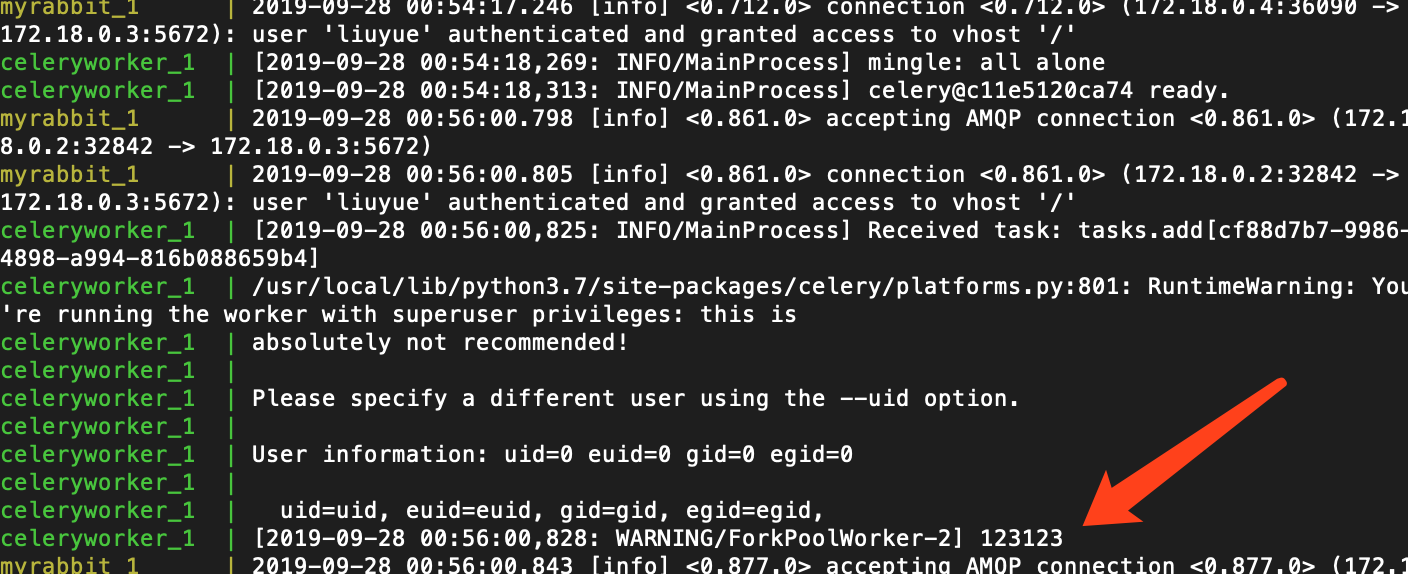 myrabbit_1      | 2019-09-28 00:54:17.246 [info] <0.712.0> connection <0.712.0> (172.18.0.4:36090 ->
172.18.0.3:5672): user 'liuyue' authenticated and granted access to vhost '/'
celeryworker_1  | [2019-09-28 00:54:18,269: INFO/MainProcess] mingle: all alone
celeryworker_1  | [2019-09-28 00:54:18,313: INFO/MainProcess] celery@c11e5120ca74 ready.
myrabbit_1      | 2019-09-28 00:56:00.798 [info] <0.861.0> accepting AMQP connection <0.861.0> (172.1
8.0.2:32842 -> 172.18.0.3:5672)
myrabbit_1      | 2019-09-28 00:56:00.805 [info] <0.861.0> connection <0.861.0> (172.18.0.2:32842 ->
172.18.0.3:5672): user 'liuyue' authenticated and granted access to vhost '/'
celeryworker_1  | [2019-09-28 00:56:00,825: INFO/MainProcess] Received task: tasks.add[cf88d7b7-9986-
4898-a994-816b088659b4]
celeryworker_1  | /usr/local/lib/python3.7/site-packages/celery/platforms.py:801: RuntimeWarning: You
're running the worker with superuser privileges: this is
celeryworker_1  | absolutely not recommended!
celeryworker_1  |
celeryworker_1  | Please specify a different user using the --uid option.
celeryworker_1  |
celeryworker_1  | User information: uid=0 euid=0 gid=0 egid=0
celeryworker_1  |
celeryworker_1  |   uid=uid, euid=euid, gid=gid, egid=egid,
celeryworker_1  | [2019-09-28 00:56:00,828: WARNING/ForkPoolWorker-2] 123123
myrabbit_1      | 2019-09-28 00:56:00.843 [info] <0.877.0> accepting AMQP connection <0.877.0> (172.1